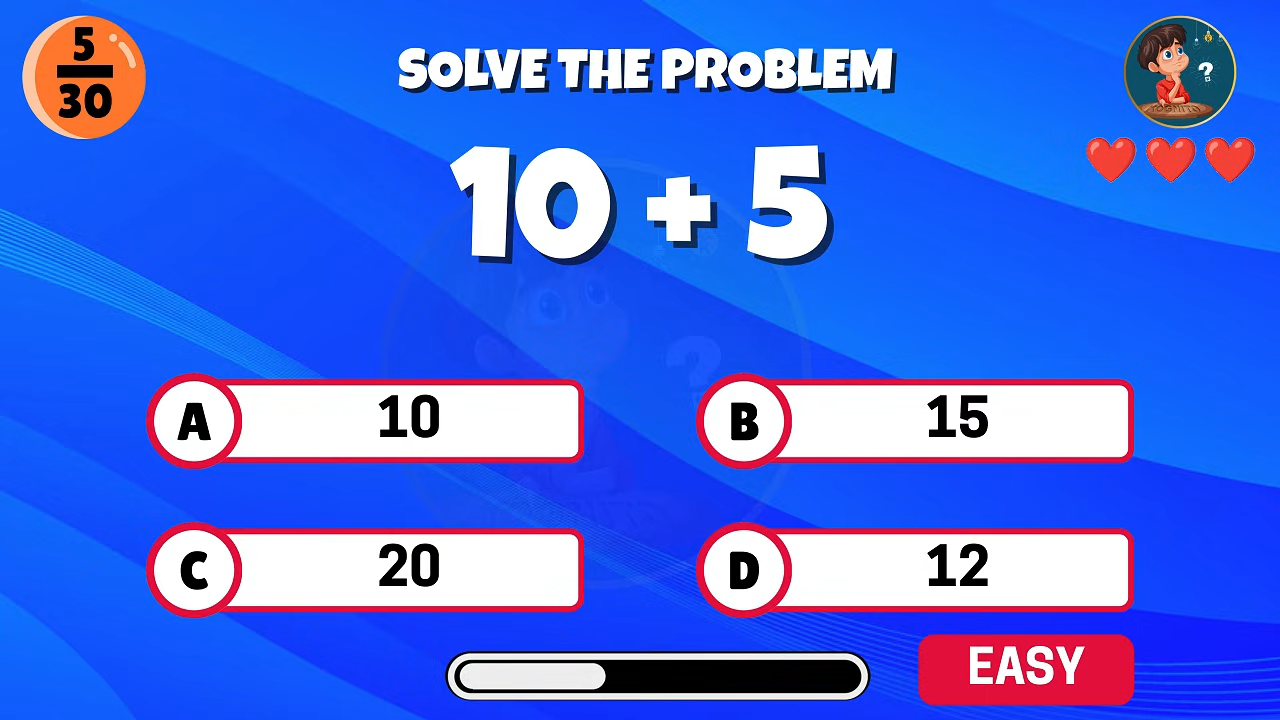 5
30
SOLVE THE PROBLEM
?
10 + 5
A 10
B 15
C 20
D 12
EASY